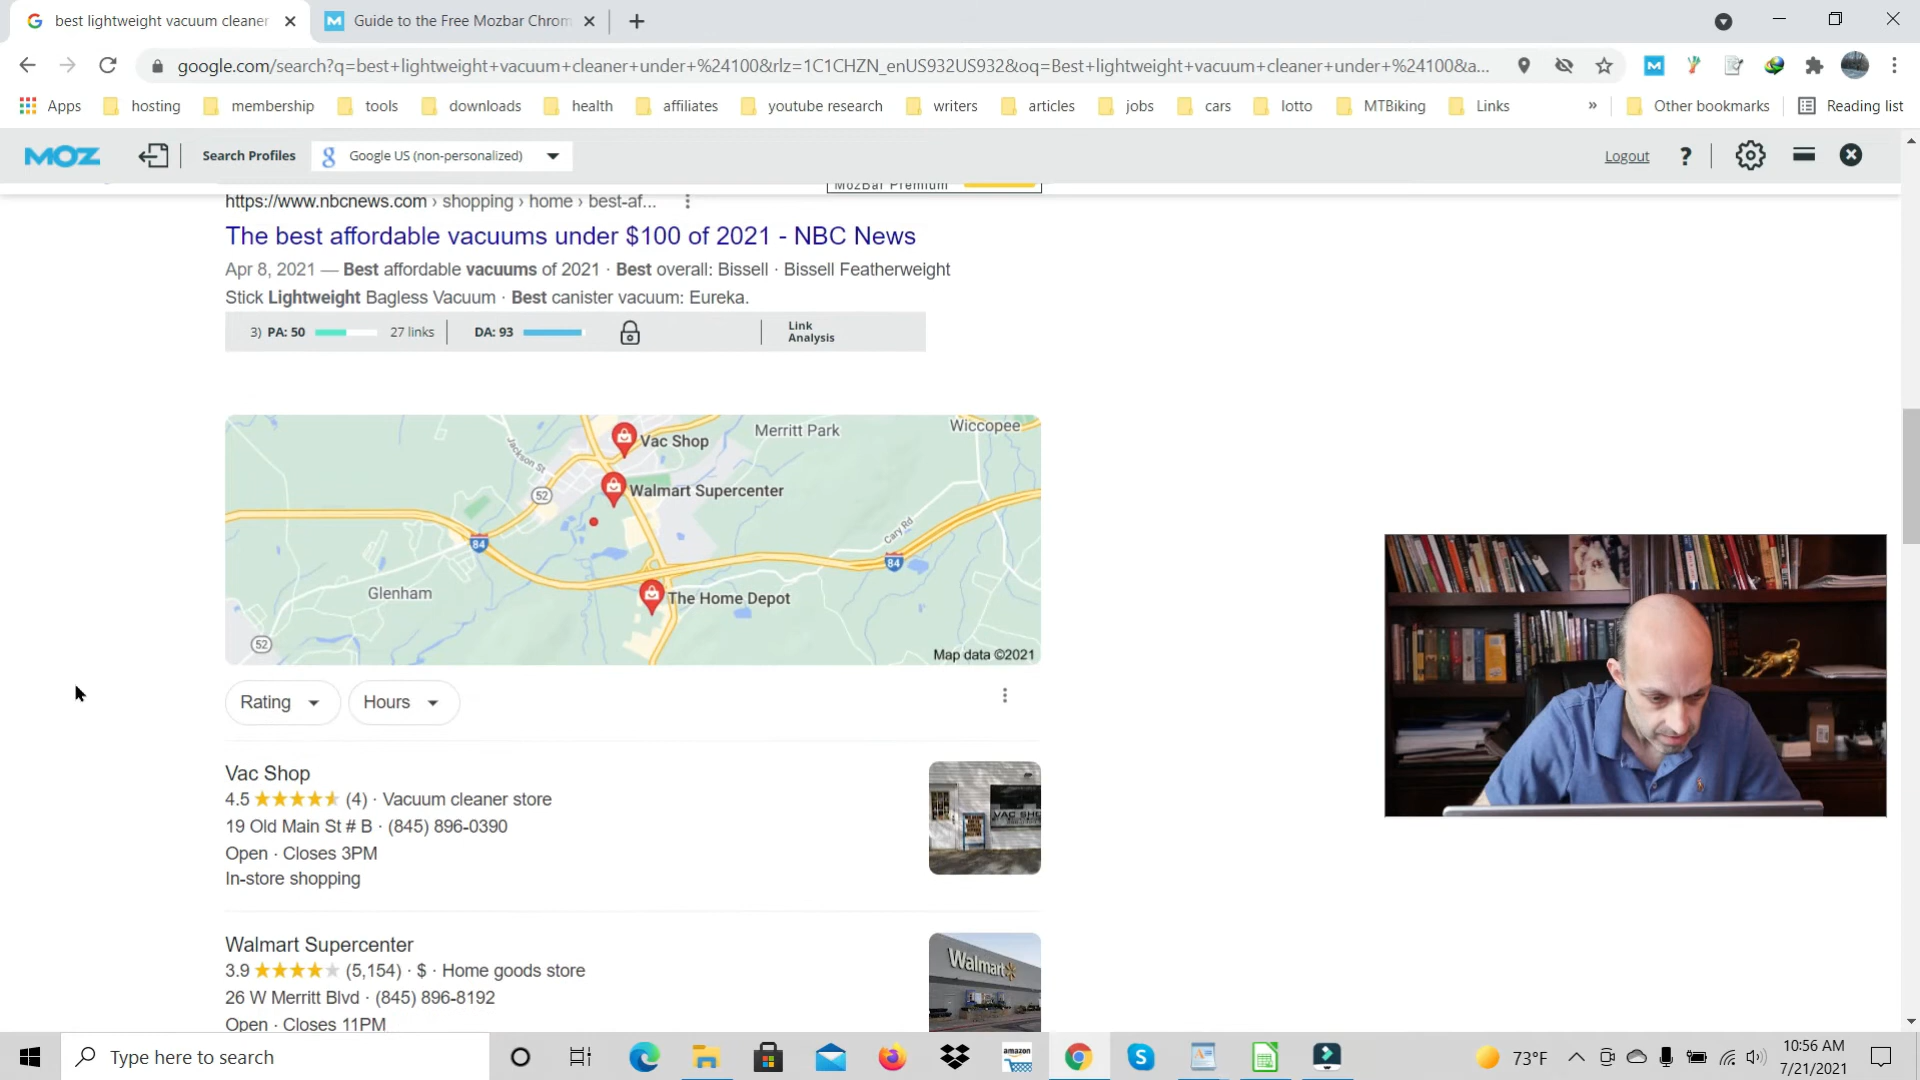 best lightweight vacuum cleaner
Guide to the Free Mozbar Chrom
google.com/search?q=best+lightweight+vacuum+cleaner+under+%24100&rlz=1C1CHZN_enUS932US932&oq=Best+lightweight+vacuum+cleaner+under+%24100&a...
Apps hosting membership tools downloads health affiliates youtube research writers articles jobs cars lotto MTBiking Links » Other bookmarks Reading list
MOZ Search Profiles Google US (non-personalized) Logout ?
MozBar Premium
https://www.nbcnews.com › shopping › home › best-af...
The best affordable vacuums under $100 of 2021 - NBC News
Apr 8, 2021 — Best affordable vacuums of 2021 · Best overall: Bissell · Bissell Featherweight
Stick Lightweight Bagless Vacuum · Best canister vacuum: Eureka.
3) PA: 50 27 links DA: 93 Link
Analysis
Jackson St
Vac Shop
Merritt Park
Wiccopee
Walmart Supercenter
52
Cary Rd
84
84
Glenham
The Home Depot
52
Map data ©2021
Rating Hours
Vac Shop
4.5 (4) · Vacuum cleaner store
19 Old Main St # B · (845) 896-0390
Open · Closes 3PM
In-store shopping
VAC SH
Walmart Supercenter
3.9 (5,154) · $ · Home goods store
26 W Merritt Blvd · (845) 896-8192
Open · Closes 11PM
Walmart
Type here to search
amazon
73°F
10:56 AM
7/21/2021